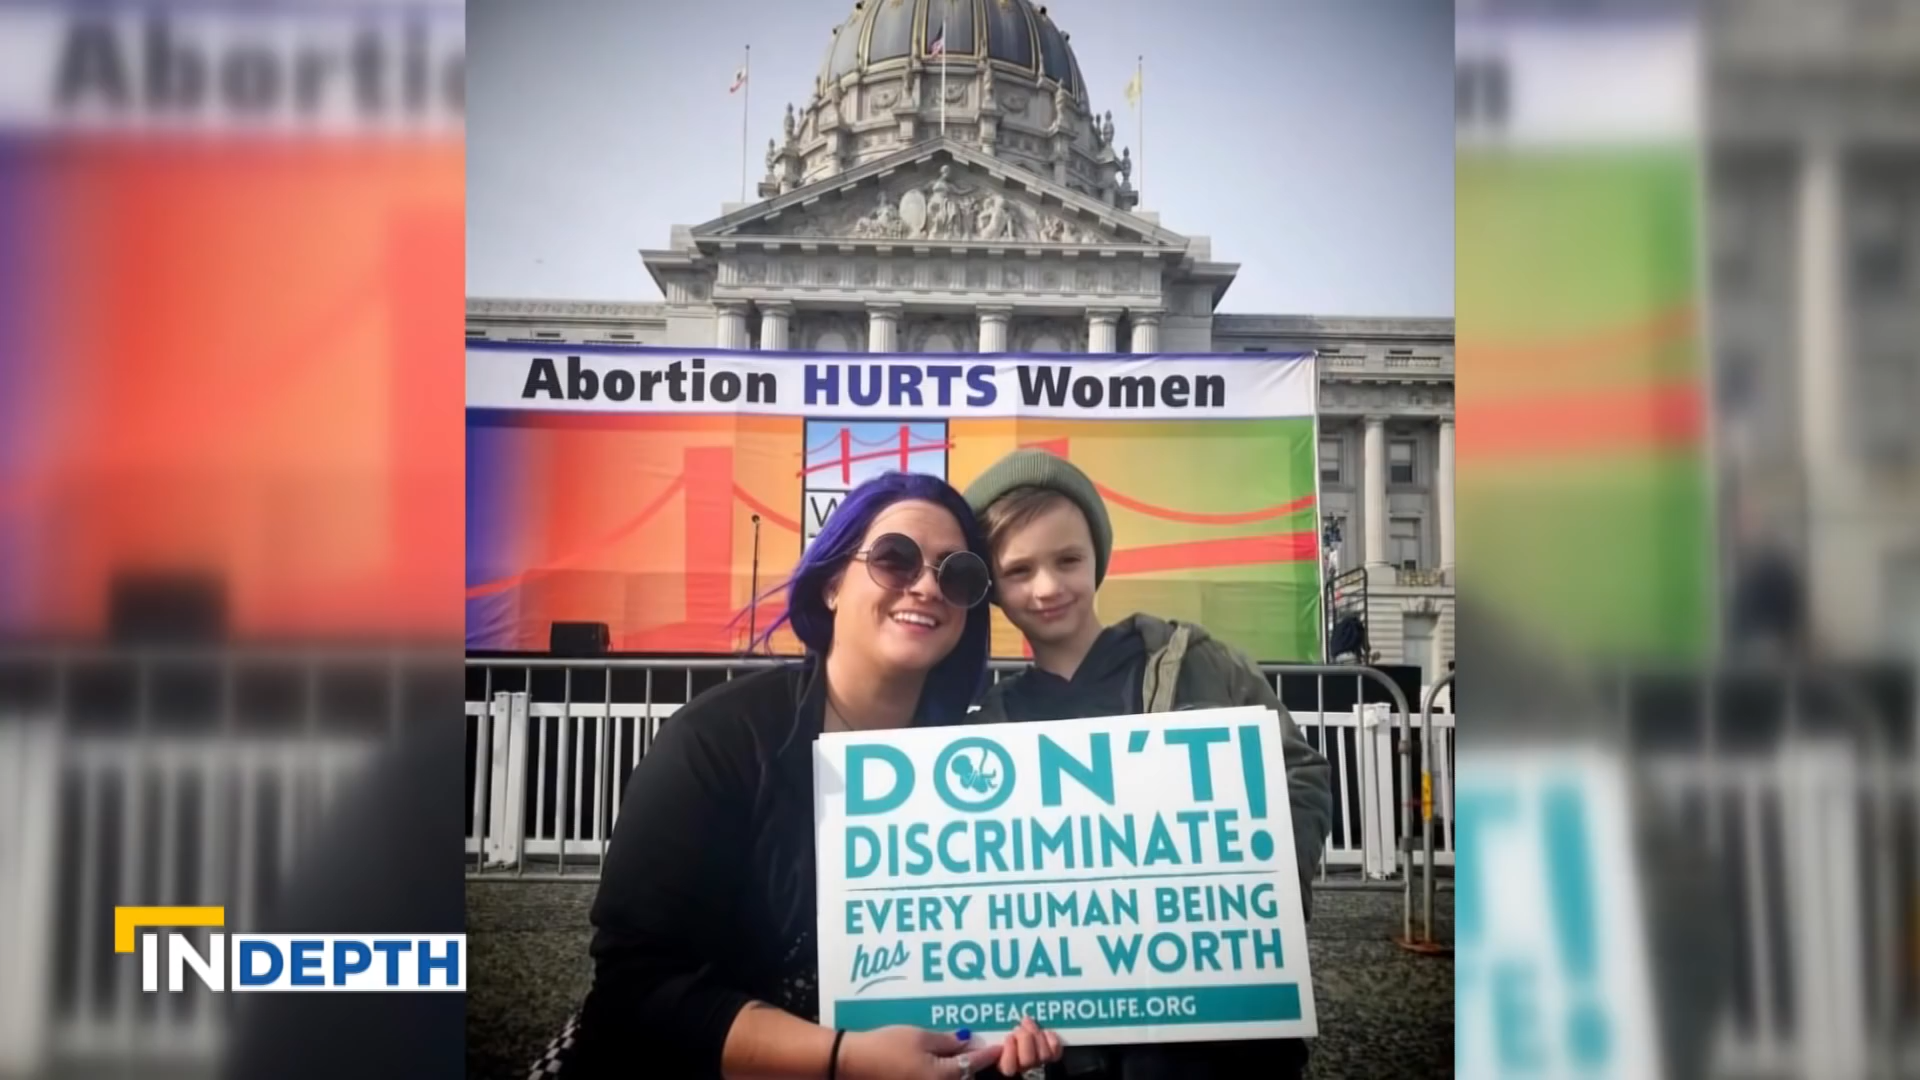 Abortion HURTS Women
W
DON'T
DISCRIMINATE!
EVERY HUMAN BEING
has EQUAL WORTH
PROPEACEPROLIFE.ORG
INDEPTH